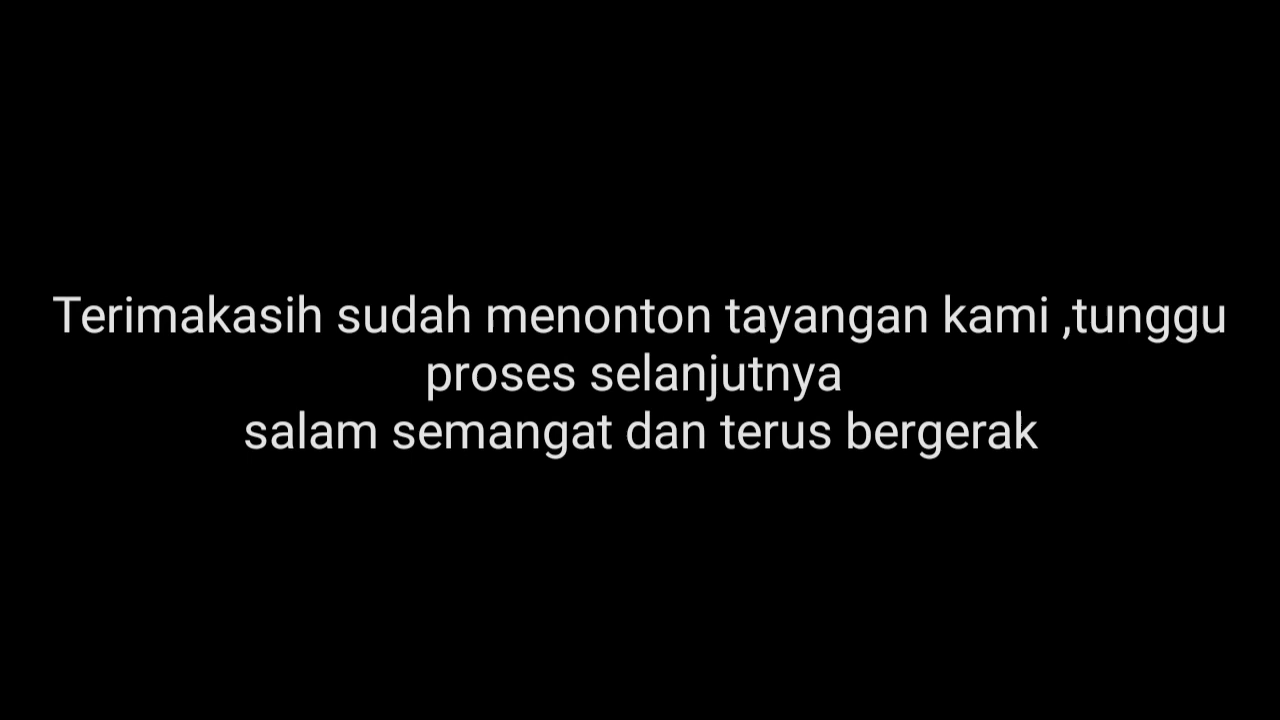 Terimakasih sudah menonton tayangan kami ,tunggu
proses selanjutnya
salam semangat dan terus bergerak